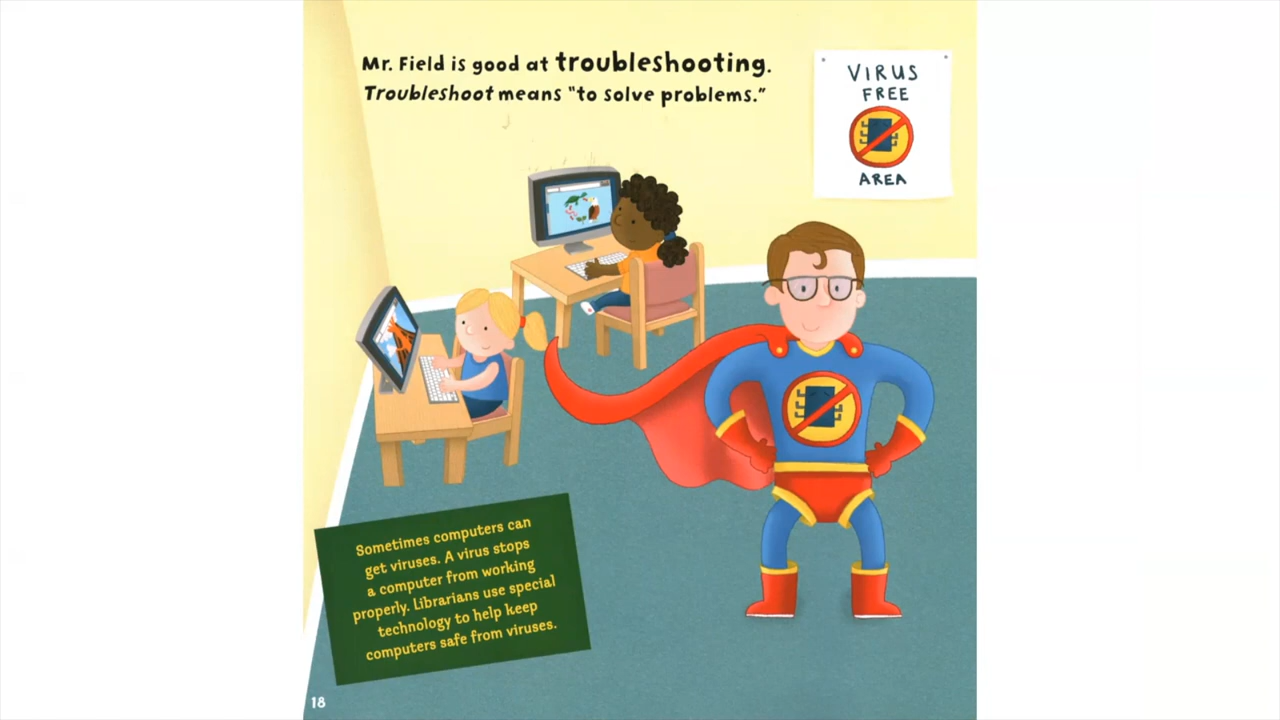 Mr. Field is good at troubleshooting.
Troubleshoot means "to solve problems."
VIRUS
FREE
AREA
Sometimes computers can
get viruses. A virus stops
a computer from working
properly. Librarians use special
technology to help keep
computers safe from viruses.
18